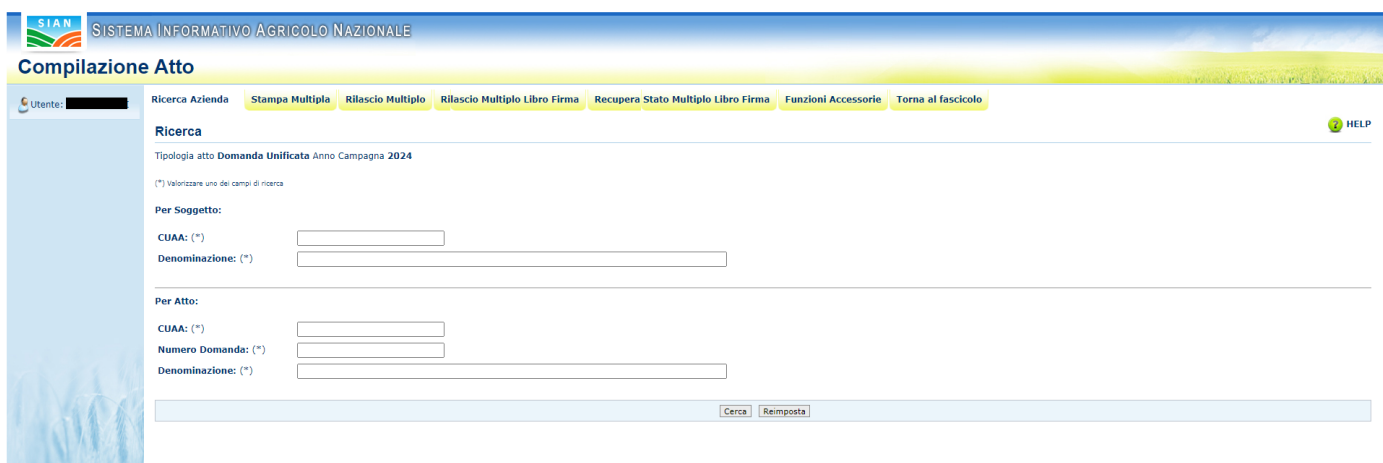 SIAN
SISTEMA INFORMATIVO AGRICOLO NAZIONALE
Compilazione Atto
Utente:
Ricerca Azienda Stampa Multipla Rilascio Multiplo Rilascio Multiplo Libro Firma Recupera Stato Multiplo Libro Firma Funzioni Accessorie Torna al fascicolo
? HELP
Ricerca
Tipologia atto Domanda Unificata Anno Campagna 2024
(*) Valorizzare uno dei campi di ricerca
Per Soggetto:
CUAA: (*)
Denominazione: (*)
Per Atto:
CUAA: (*)
Numero Domanda: (*)
Denominazione: (*)
Cerca Reimposta